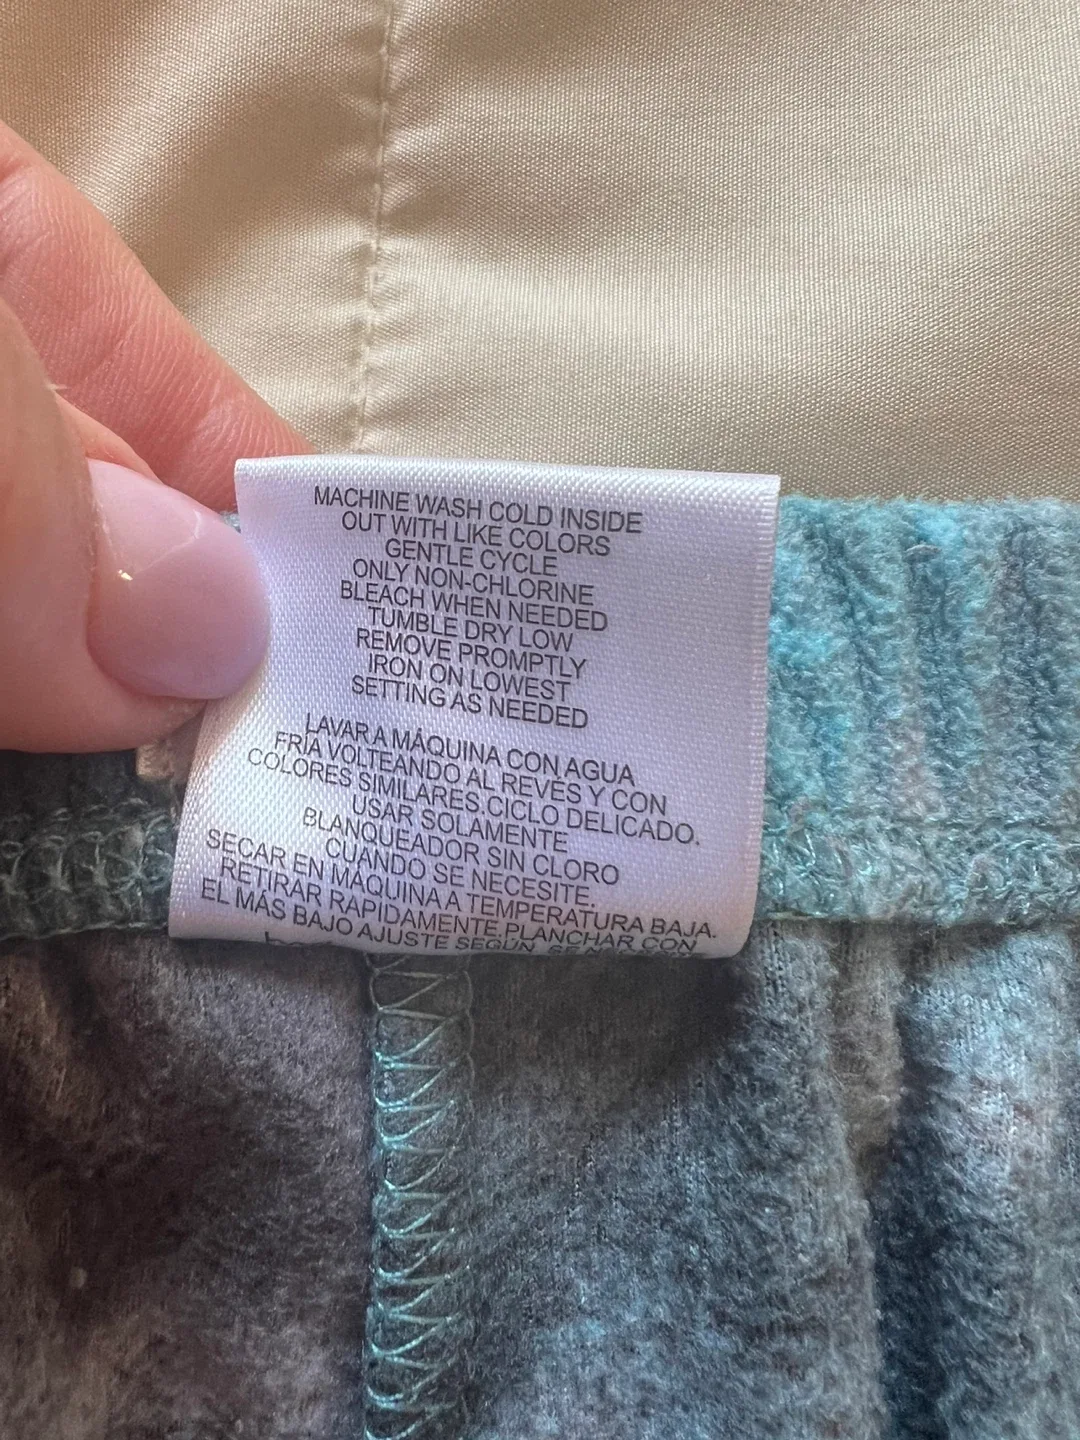 MACHINE WASH COLD INSIDE
OUT WITH LIKE COLORS
GENTLE CYCLE
ONLY NON-CHLORINE
BLEACH WHEN NEEDED
TUMBLE DRY LOW
REMOVE PROMPTLY
IRON ON LOWEST
SETTING AS NEEDED
LAVAR A MÁQUINA CON AGUA
FRÍA VOLTEANDO AL REVÉS Y CON
COLORES SIMILARES.CICLO DELICADO.
USAR SOLAMENTE
BLANQUEADOR SIN CLORO
CUANDO SE NECESITE.
SECAR EN MÁQUINA A TEMPERATURA BAJA.
RETIRAR RAPIDAMENTE.PLANCHAR CON
EL MÁS BAJO AJUSTE SEGÚN SE